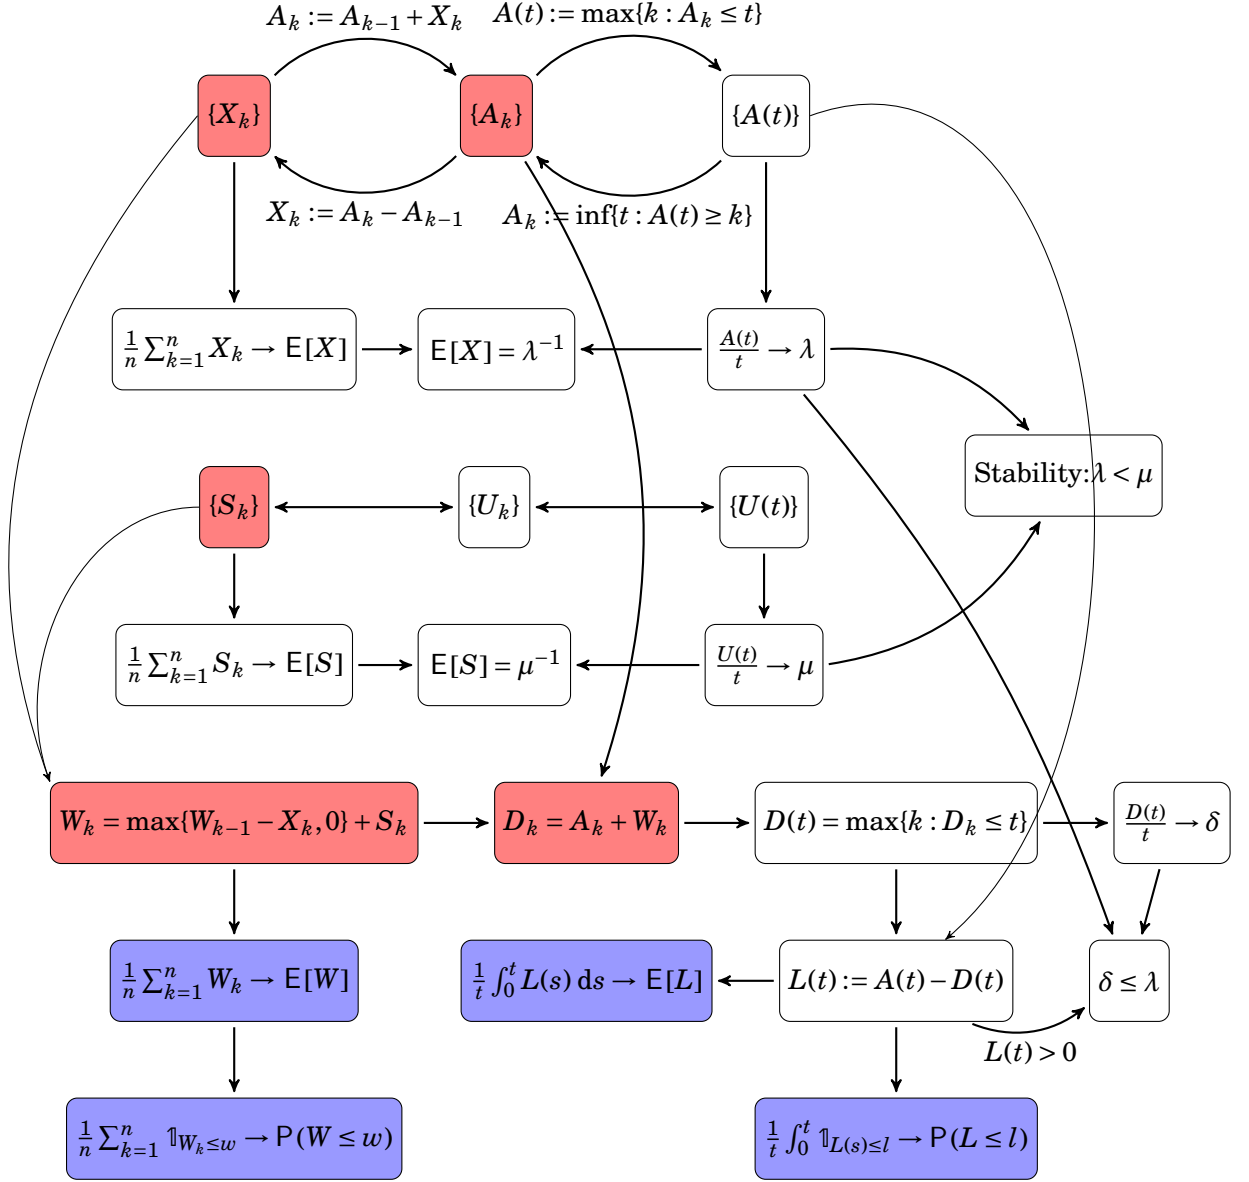 A_k := A_{k−1} + X_k
A(t) := max{k : A_k ≤ t}
{X_k}
{A_k}
{A(t)}
X_k := A_k − A_{k−1}
A_k := inf{t : A(t) ≥ k}
1/n ∑_{k=1}^n X_k → E[X]
E[X] = λ^{−1}
A(t)/t → λ
Stability: λ < μ
{S_k}
{U_k}
{U(t)}
1/n ∑_{k=1}^n S_k → E[S]
E[S] = μ^{−1}
U(t)/t → μ
W_k = max{W_{k−1} − X_k, 0} + S_k
D_k = A_k + W_k
D(t) = max{k : D_k ≤ t}
D(t)/t → δ
1/n ∑_{k=1}^n W_k → E[W]
1/t ∫_0^t L(s) ds → E[L]
L(t) := A(t) − D(t)
δ ≤ λ
L(t) > 0
1/n ∑_{k=1}^n 𝟙_{W_k ≤ w} → P(W ≤ w)
1/t ∫_0^t 𝟙_{L(s) ≤ l} → P(L ≤ l)